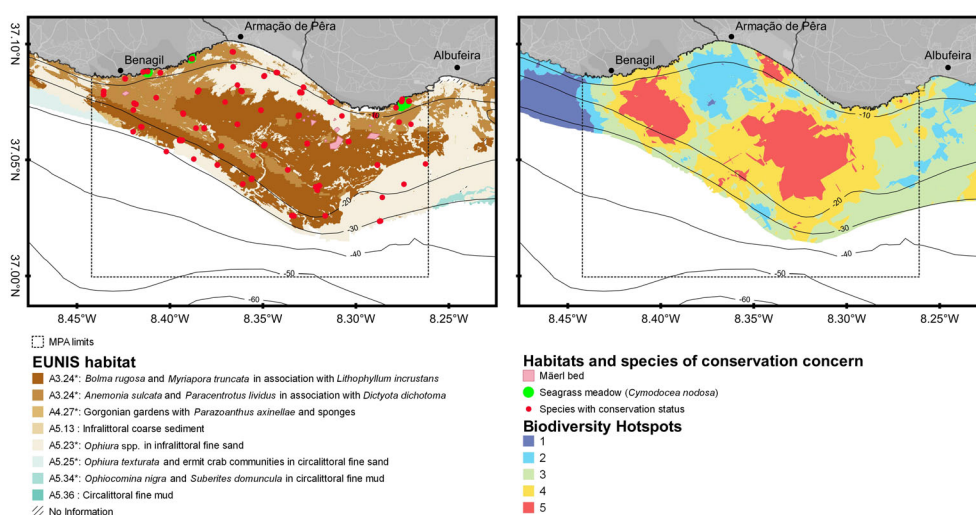 Armação de Pêra
Benagil
Albufeira
37.10°N
37.05°N
37.00°N
-10
-20
-30
-40
-50
-60
8.45°W
8.40°W
8.35°W
8.30°W
8.25°W
Armação de Pêra
Benagil
Albufeira
-10
-20
-30
-40
-50
-60
8.45°W
8.40°W
8.35°W
8.30°W
8.25°W
MPA limits
EUNIS habitat
A3.24*: Bolma rugosa and Myriapora truncata in association with Lithophyllum incrustans
A3.24*: Anemonia sulcata and Paracentrotus lividus in association with Dictyota dichotoma
A4.27*: Gorgonian gardens with Parazoanthus axinellae and sponges
A5.13 : Infralittoral coarse sediment
A5.23*: Ophiura spp. in infralittoral fine sand
A5.25*: Ophiura texturata and ermit crab communities in circalittoral fine sand
A5.34*: Ophiocomina nigra and Suberites domuncula in circalittoral fine mud
A5.36 : Circalittoral fine mud
No Information
Habitats and species of conservation concern
Mäerl bed
Seagrass meadow (Cymodocea nodosa)
Species with conservation status
Biodiversity Hotspots
1
2
3
4
5